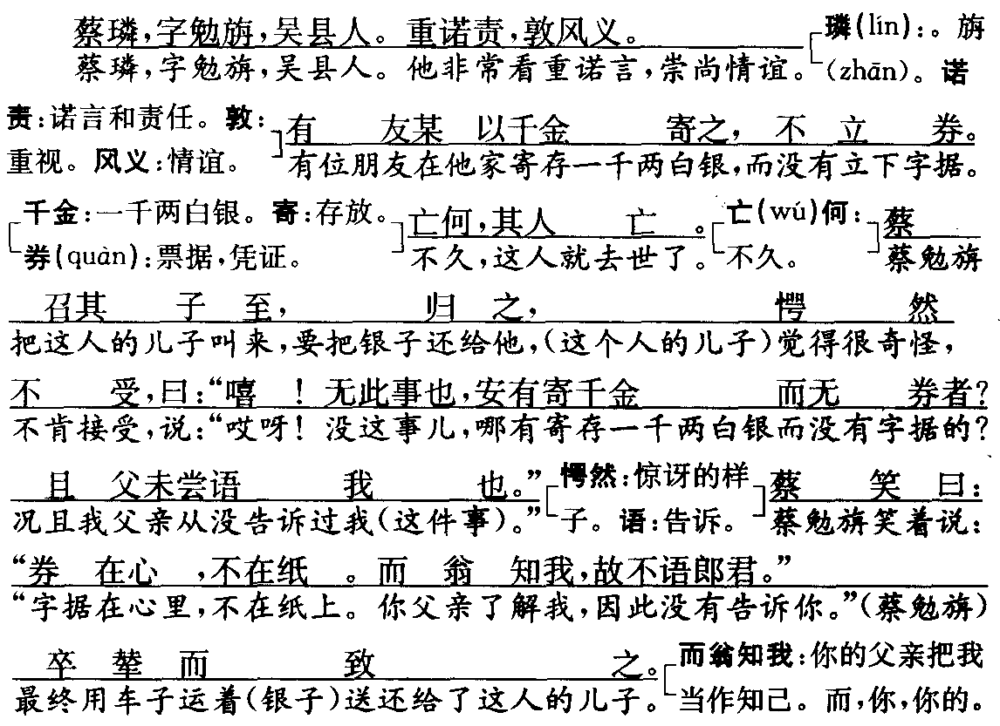 蔡璘，字勉旃，吴县人。重诺责，敦风义。 璘(lín)：。旃
蔡璘，字勉旃，吴县人。他非常看重诺言，崇尚情谊。 (zhān)。诺
责：诺言和责任。敦： 有 友某 以千金 寄之， 不 立 券。
重视。风义：情谊。 有位朋友在他家寄存一千两白银，而没有立下字据。
千金：一千两白银。寄：存放。 亡何，其人 亡 。 亡(wú)何： 蔡
券(quàn)：票据，凭证。 不久，这人就去世了。 不久。 蔡勉旃
召其 子 至， 归 之， 愕 然
把这人的儿子叫来，要把银子还给他，(这个人的儿子)觉得很奇怪，
不 受，曰：“嘻 ！ 无此事也，安有寄千金 而无 券者？
不肯接受，说：“哎呀！ 没这事儿，哪有寄存一千两白银而没有字据的？
且 父未尝语 我 也。” 愕然：惊讶的样 蔡 笑 曰：
况且我父亲从没告诉过我(这件事)。” 子。语：告诉。 蔡勉旃笑着说：
“券 在心 ，不在纸 。而 翁 知我，故不语郎君。”
“字据在心里，不在纸上。你父亲了解我，因此没有告诉你。”(蔡勉旃)
卒 辇 而 致 之。 而翁知我：你的父亲把我
最终用车子运着(银子)送还给了这人的儿子。 当作知己。而，你，你的。